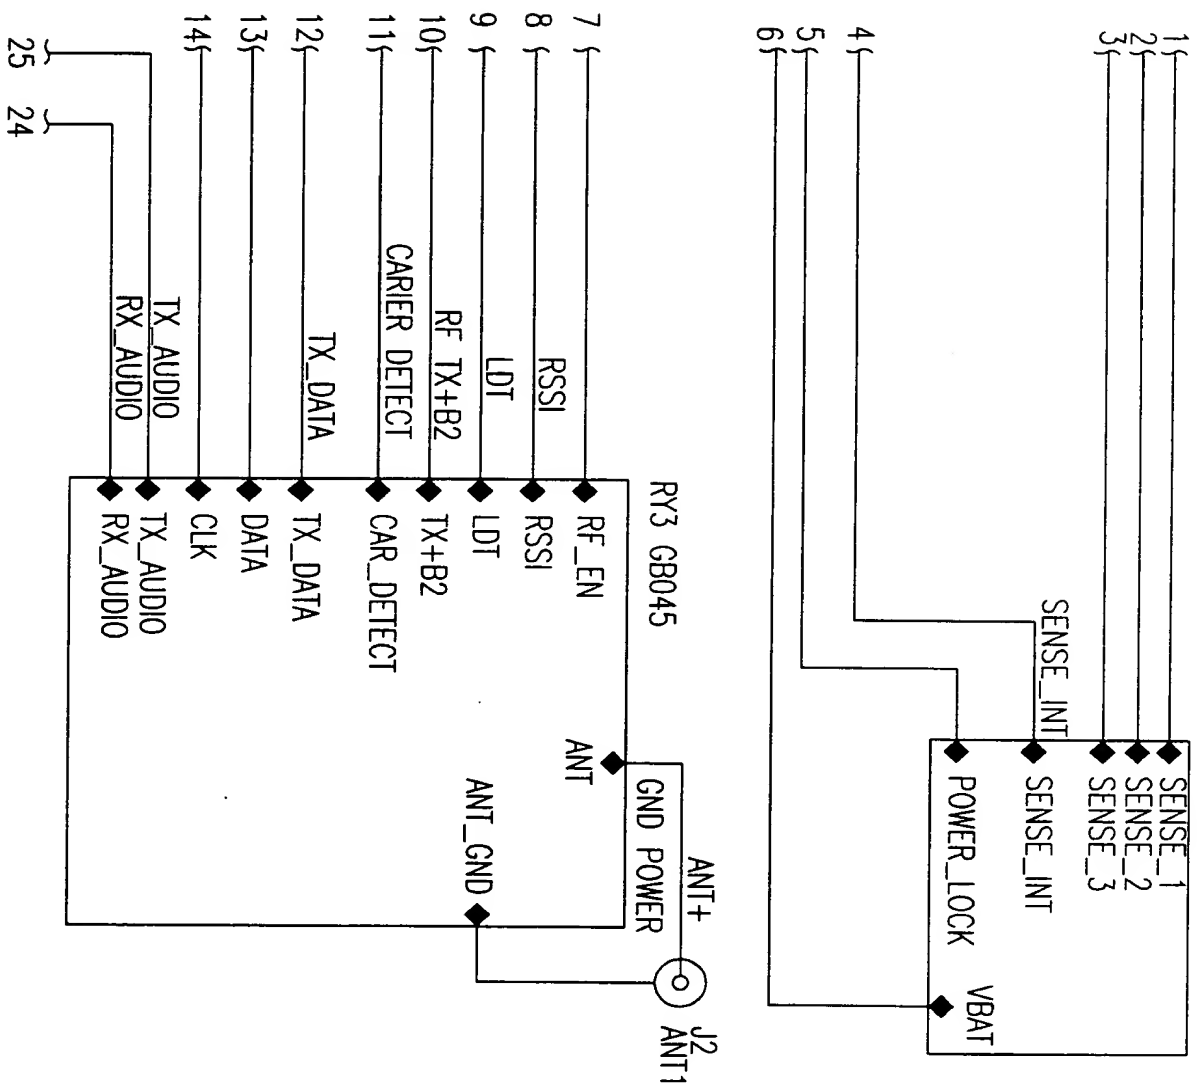 1
2
3
4
5
6
SENSE_INT
SENSE_1
SENSE_2
SENSE_3
SENSE_INT
POWER_LOCK
VBAT
7
8
9
10
11
12
13
14
25
24
RSSI
LDT
RF TX+B2
CARIER DETECT
TX_DATA
TX_AUDIO
RX_AUDIO
RY3 GB045
RF_EN
RSSI
LDT
TX+B2
CAR_DETECT
TX_DATA
DATA
CLK
TX_AUDIO
RX_AUDIO
ANT
ANT_GND
GND POWER
ANT+
J2
ANT1